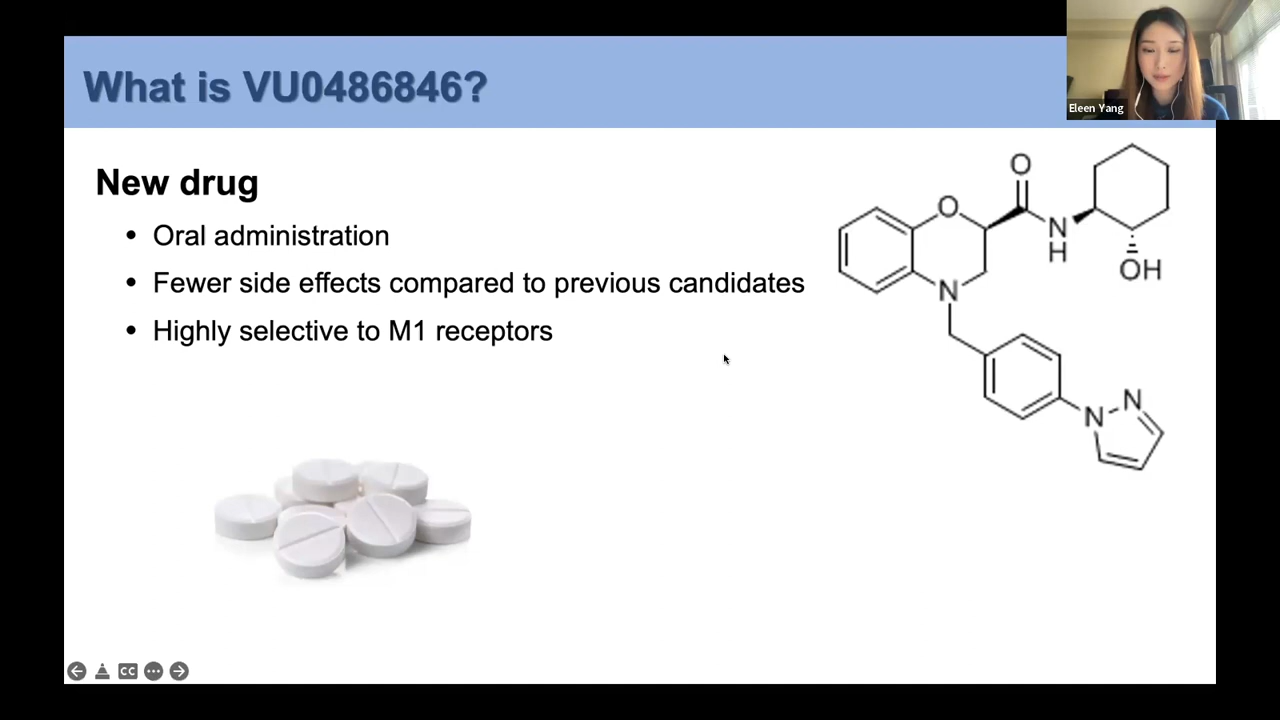 What is VU0486846?
Eleen Yang
New drug
• Oral administration
• Fewer side effects compared to previous candidates
• Highly selective to M1 receptors
O
O
N
H
OH
N
N
N
CC